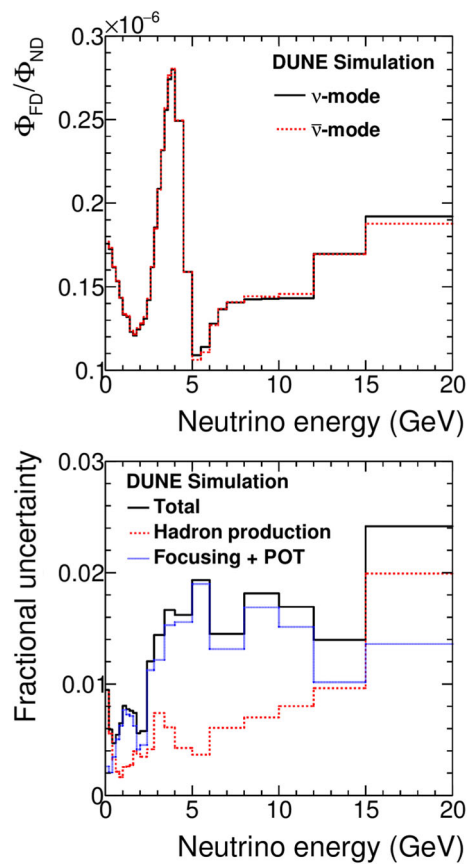 ×10⁻⁶
0.3
0.25
0.2
0.15
0.1
Φ_FD/Φ_ND
DUNE Simulation
ν-mode
ν̄-mode
0 5 10 15 20
Neutrino energy (GeV)
0.03
0.02
0.01
0
Fractional uncertainty
DUNE Simulation
Total
Hadron production
Focusing + POT
0 5 10 15 20
Neutrino energy (GeV)